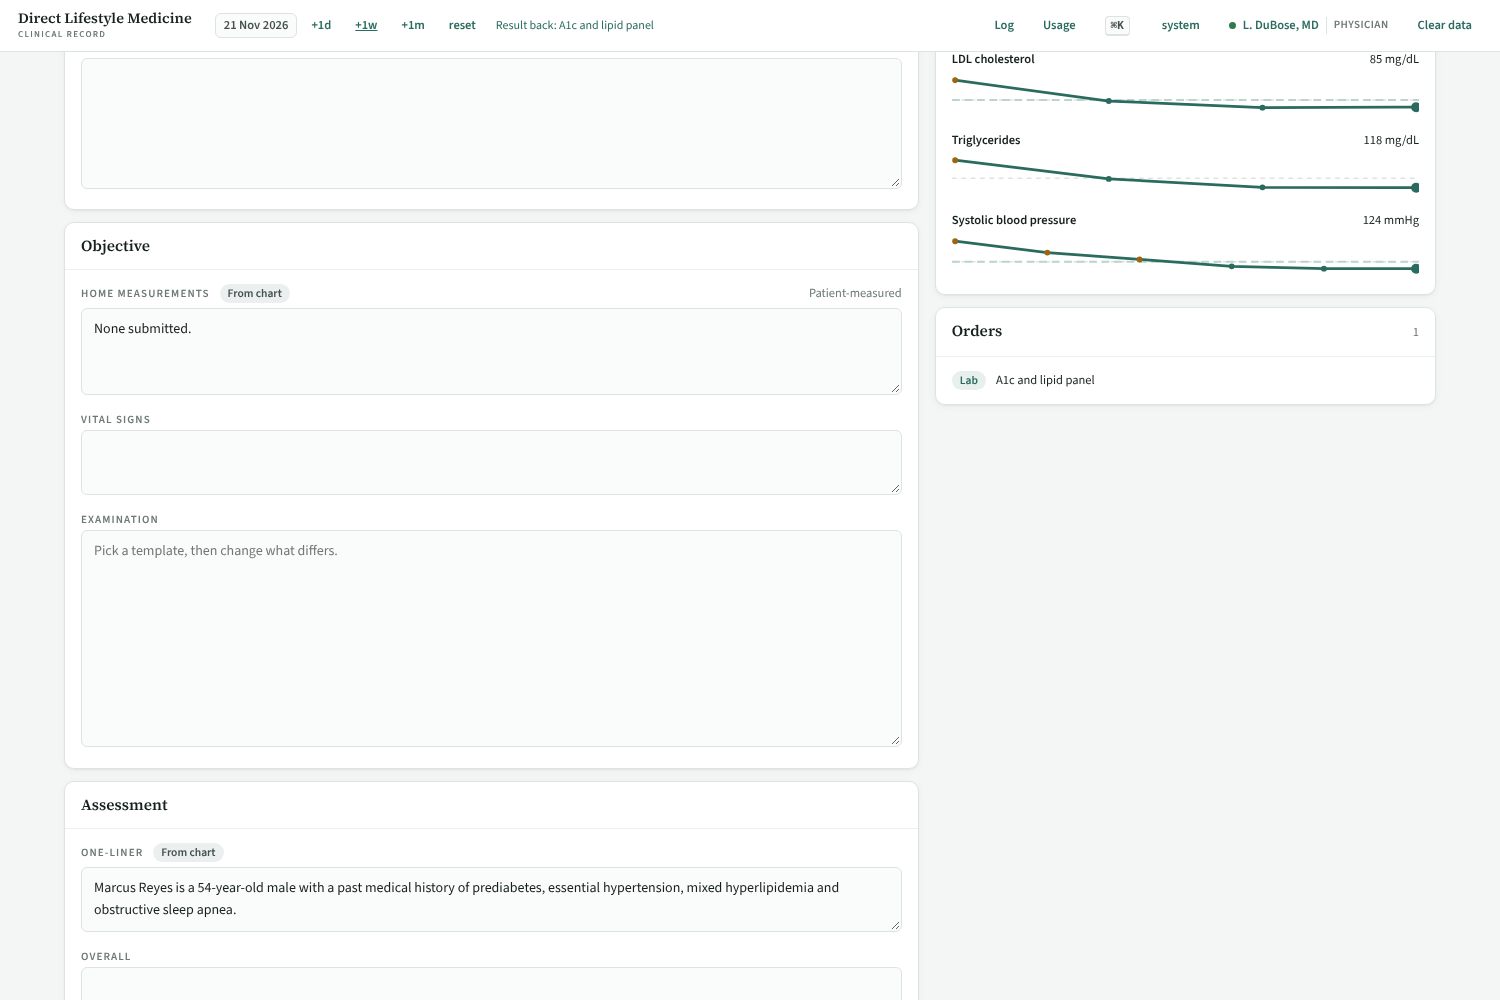 Direct Lifestyle Medicine
CLINICAL RECORD
21 Nov 2026
+1d
+1w
+1m
reset
Result back: A1c and lipid panel
Log
Usage
⌘K
system
L. DuBose, MD
PHYSICIAN
Clear data
Objective
HOME MEASUREMENTS
From chart
Patient-measured
None submitted.
VITAL SIGNS
EXAMINATION
Pick a template, then change what differs.
Assessment
ONE-LINER
From chart
Marcus Reyes is a 54-year-old male with a past medical history of prediabetes, essential hypertension, mixed hyperlipidemia and
obstructive sleep apnea.
OVERALL
LDL cholesterol
85 mg/dL
Triglycerides
118 mg/dL
Systolic blood pressure
124 mmHg
Orders
1
Lab
A1c and lipid panel